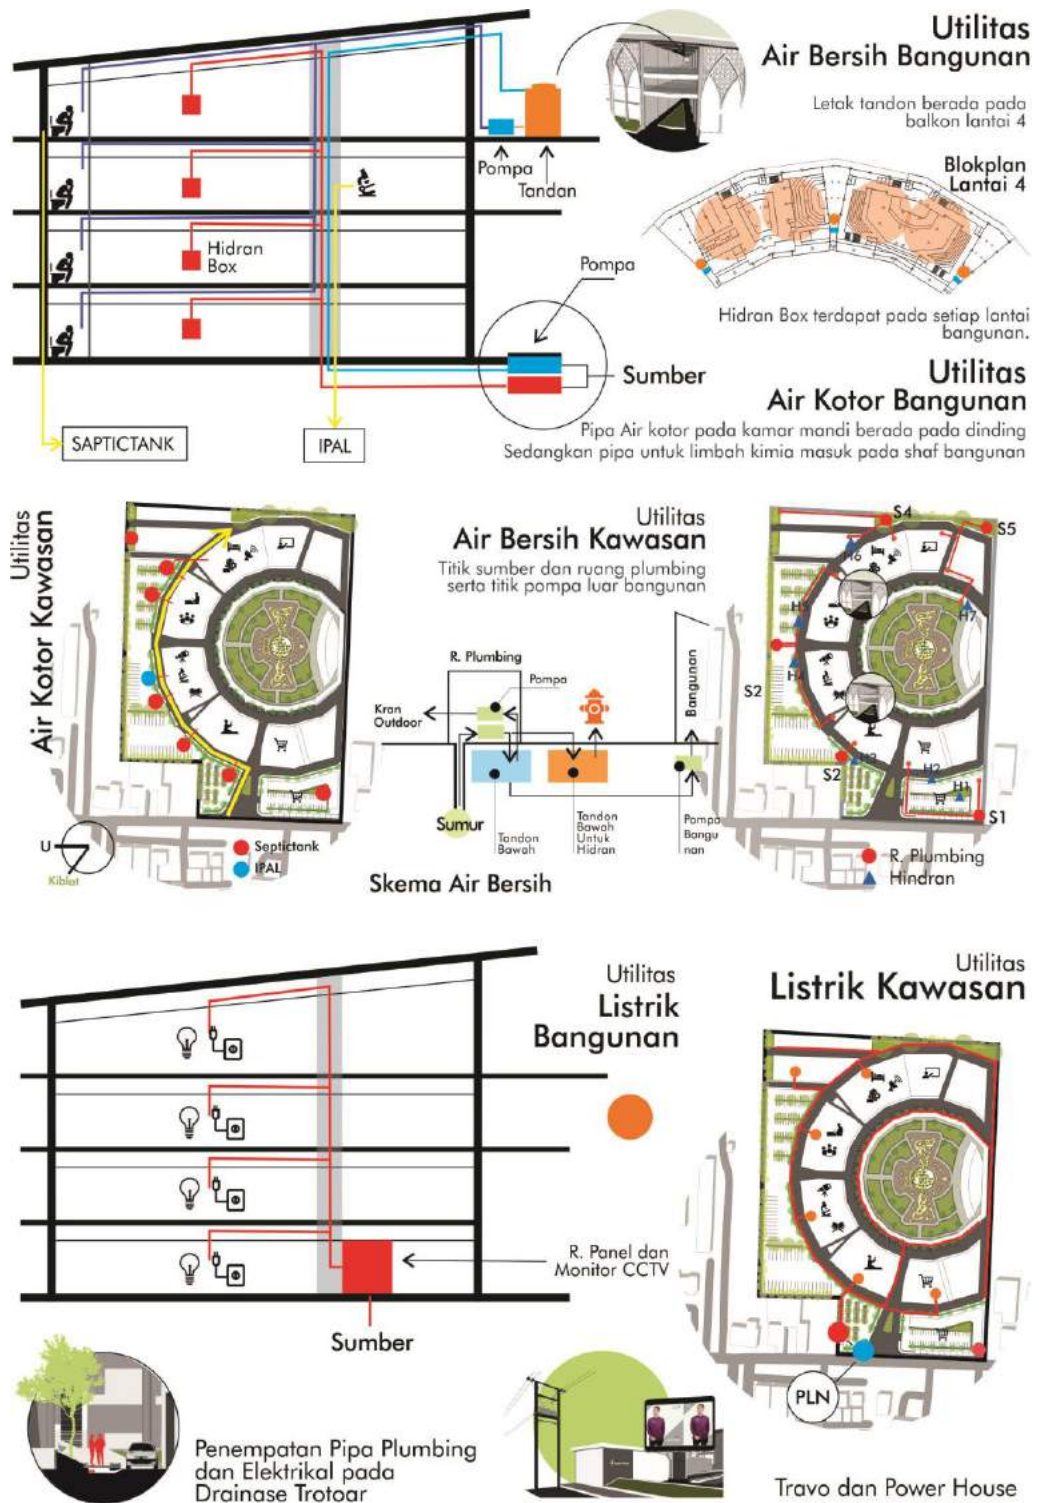 Utilitas
Air Bersih Bangunan
Letak tandon berada pada
balkon lantai 4
Pompa
Tandan
Blokplan
Lantai 4
Hidran
Box
Pompa
Hidran Box terdapat pada setiap lantai
bangunan.
Sumber
Utilitas
Air Kotor Bangunan
Pipa Air kotor pada kamar mandi berada pada dinding
Sedangkan pipa untuk limbah kimia masuk pada shaf bangunan
SAPTICTANK
IPAL
Utilitas
Air Kotor Kawasan
U
Kiblat
Septictank
IPAL
Utilitas
Air Bersih Kawasan
Titik sumber dan ruang plumbing
serta titik pompa luar bangunan
R. Plumbing
Pompa
Kran
Outdoor
Bangunan
Sumur
Tandon
Bawah
Tandon
Bawah
Untuk
Hidran
Pompa
Bangu
nan
Skema Air Bersih
S4
S5
H6
H5
H7
H4
S2
S2
H3
H2
H1
S1
R. Plumbing
Hindran
Utilitas
Listrik
Bangunan
R. Panel dan
Monitor CCTV
Sumber
Utilitas
Listrik Kawasan
PLN
Penempatan Pipa Plumbing
dan Elektrikal pada
Drainase Trotoar
Travo dan Power House